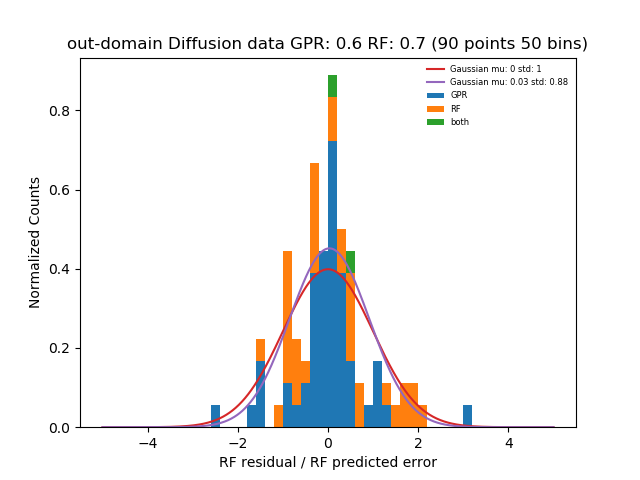 out-domain Diffusion data GPR: 0.6 RF: 0.7 (90 points 50 bins)
Gaussian mu: 0 std: 1
Gaussian mu: 0.03 std: 0.88
GPR
RF
both
Normalized Counts
0.8
0.6
0.4
0.2
0.0
−4
−2
0
2
4
RF residual / RF predicted error